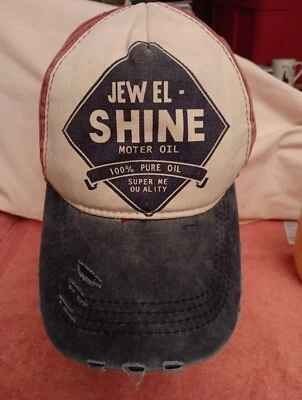 JEW EL -
SHINE
MOTER OIL
100% PURE OIL
SUPER ME
QU ALITY